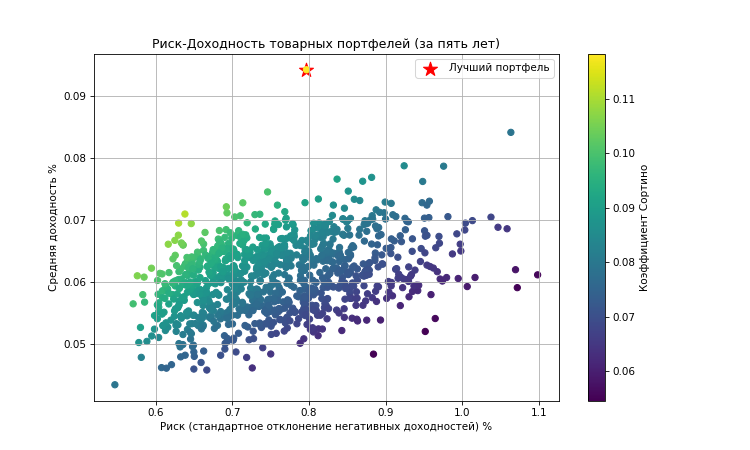 Риск-Доходность товарных портфелей (за пять лет)
Лучший портфель
Средняя доходность %
0.09
0.08
0.07
0.06
0.05
0.6 0.7 0.8 0.9 1.0 1.1
Риск (стандартное отклонение негативных доходностей) %
0.11
0.10
0.09
0.08
0.07
0.06
Коэффициент Сортино